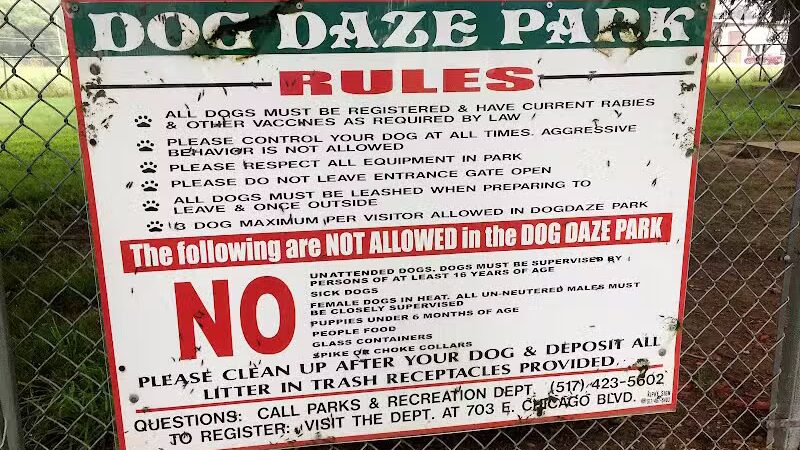 DOG DAZE PARK
RULES
ALL DOGS MUST BE REGISTERED & HAVE CURRENT RABIES
& OTHER VACCINES AS REQUIRED BY LAW
PLEASE CONTROL YOUR DOG AT ALL TIMES. AGGRESSIVE
BEHAVIOR IS NOT ALLOWED
PLEASE RESPECT ALL EQUIPMENT IN PARK
PLEASE DO NOT LEAVE ENTRANCE GATE OPEN
ALL DOGS MUST BE LEASHED WHEN PREPARING TO
LEAVE & ONCE OUTSIDE
3 DOG MAXIMUM PER VISITOR ALLOWED IN DOGDAZE PARK
The following are NOT ALLOWED in the DOG DAZE PARK
NO
UNATTENDED DOGS. DOGS MUST BE SUPERVISED BY
PERSONS OF AT LEAST 16 YEARS OF AGE
SICK DOGS
FEMALE DOGS IN HEAT. ALL UN-NEUTERED MALES MUST
BE CLOSELY SUPERVISED
PUPPIES UNDER 6 MONTHS OF AGE
PEOPLE FOOD
GLASS CONTAINERS
SPIKE OR CHOKE COLLARS
PLEASE CLEAN UP AFTER YOUR DOG & DEPOSIT ALL
LITTER IN TRASH RECEPTACLES PROVIDED.
QUESTIONS: CALL PARKS & RECREATION DEPT. (517) 423-5602
TO REGISTER: VISIT THE DEPT. AT 703 E. CHICAGO BLVD.